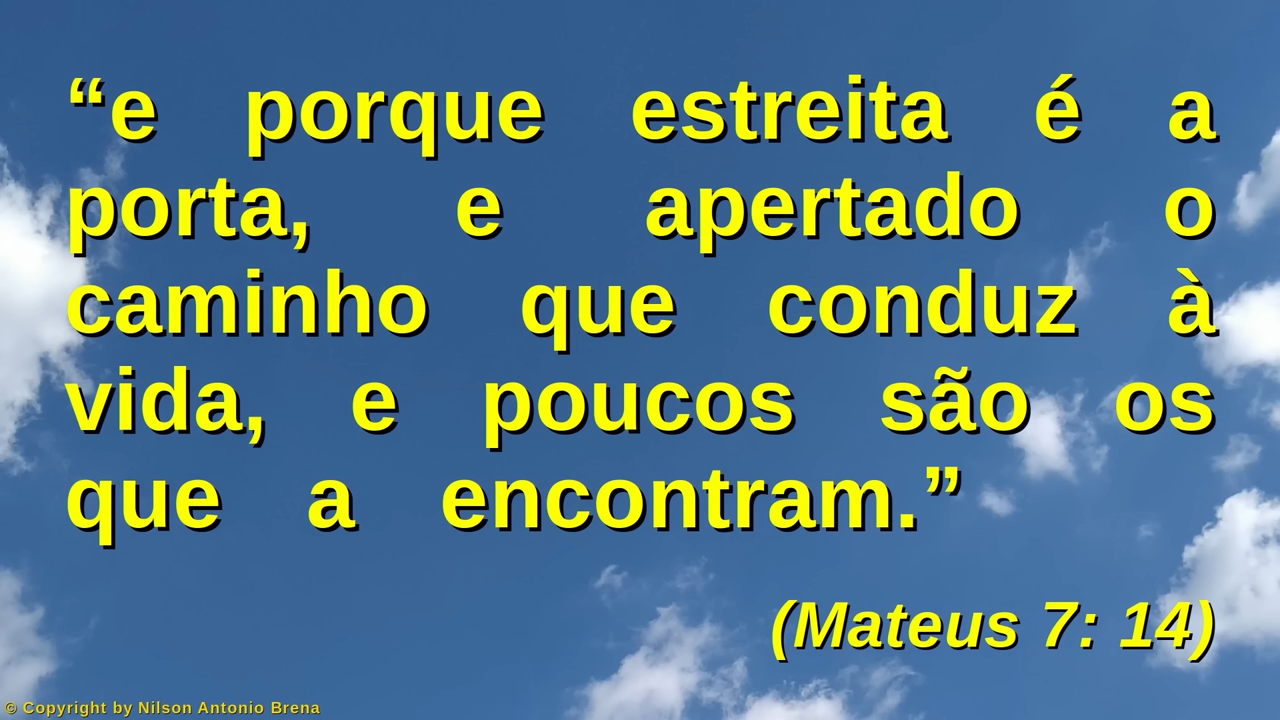 “e porque estreita é a
porta, e apertado o
caminho que conduz à
vida, e poucos são os
que a encontram.”
(Mateus 7: 14)
© Copyright by Nilson Antonio Brena